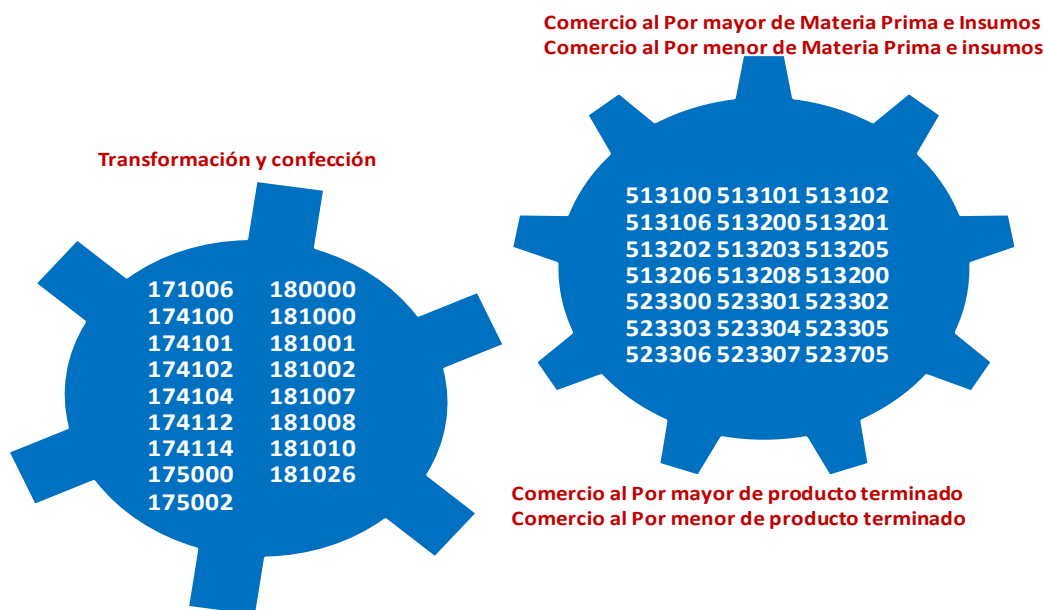 Comercio al Por mayor de Materia Prima e Insumos
Comercio al Por menor de Materia Prima e insumos
Transformación y confección
513100 513101 513102
513106 513200 513201
513202 513203 513205
513206 513208 513200
523300 523301 523302
523303 523304 523305
523306 523307 523705
171006 180000
174100 181000
174101 181001
174102 181002
174104 181007
174112 181008
174114 181010
175000 181026
175002
Comercio al Por mayor de producto terminado
Comercio al Por menor de producto terminado